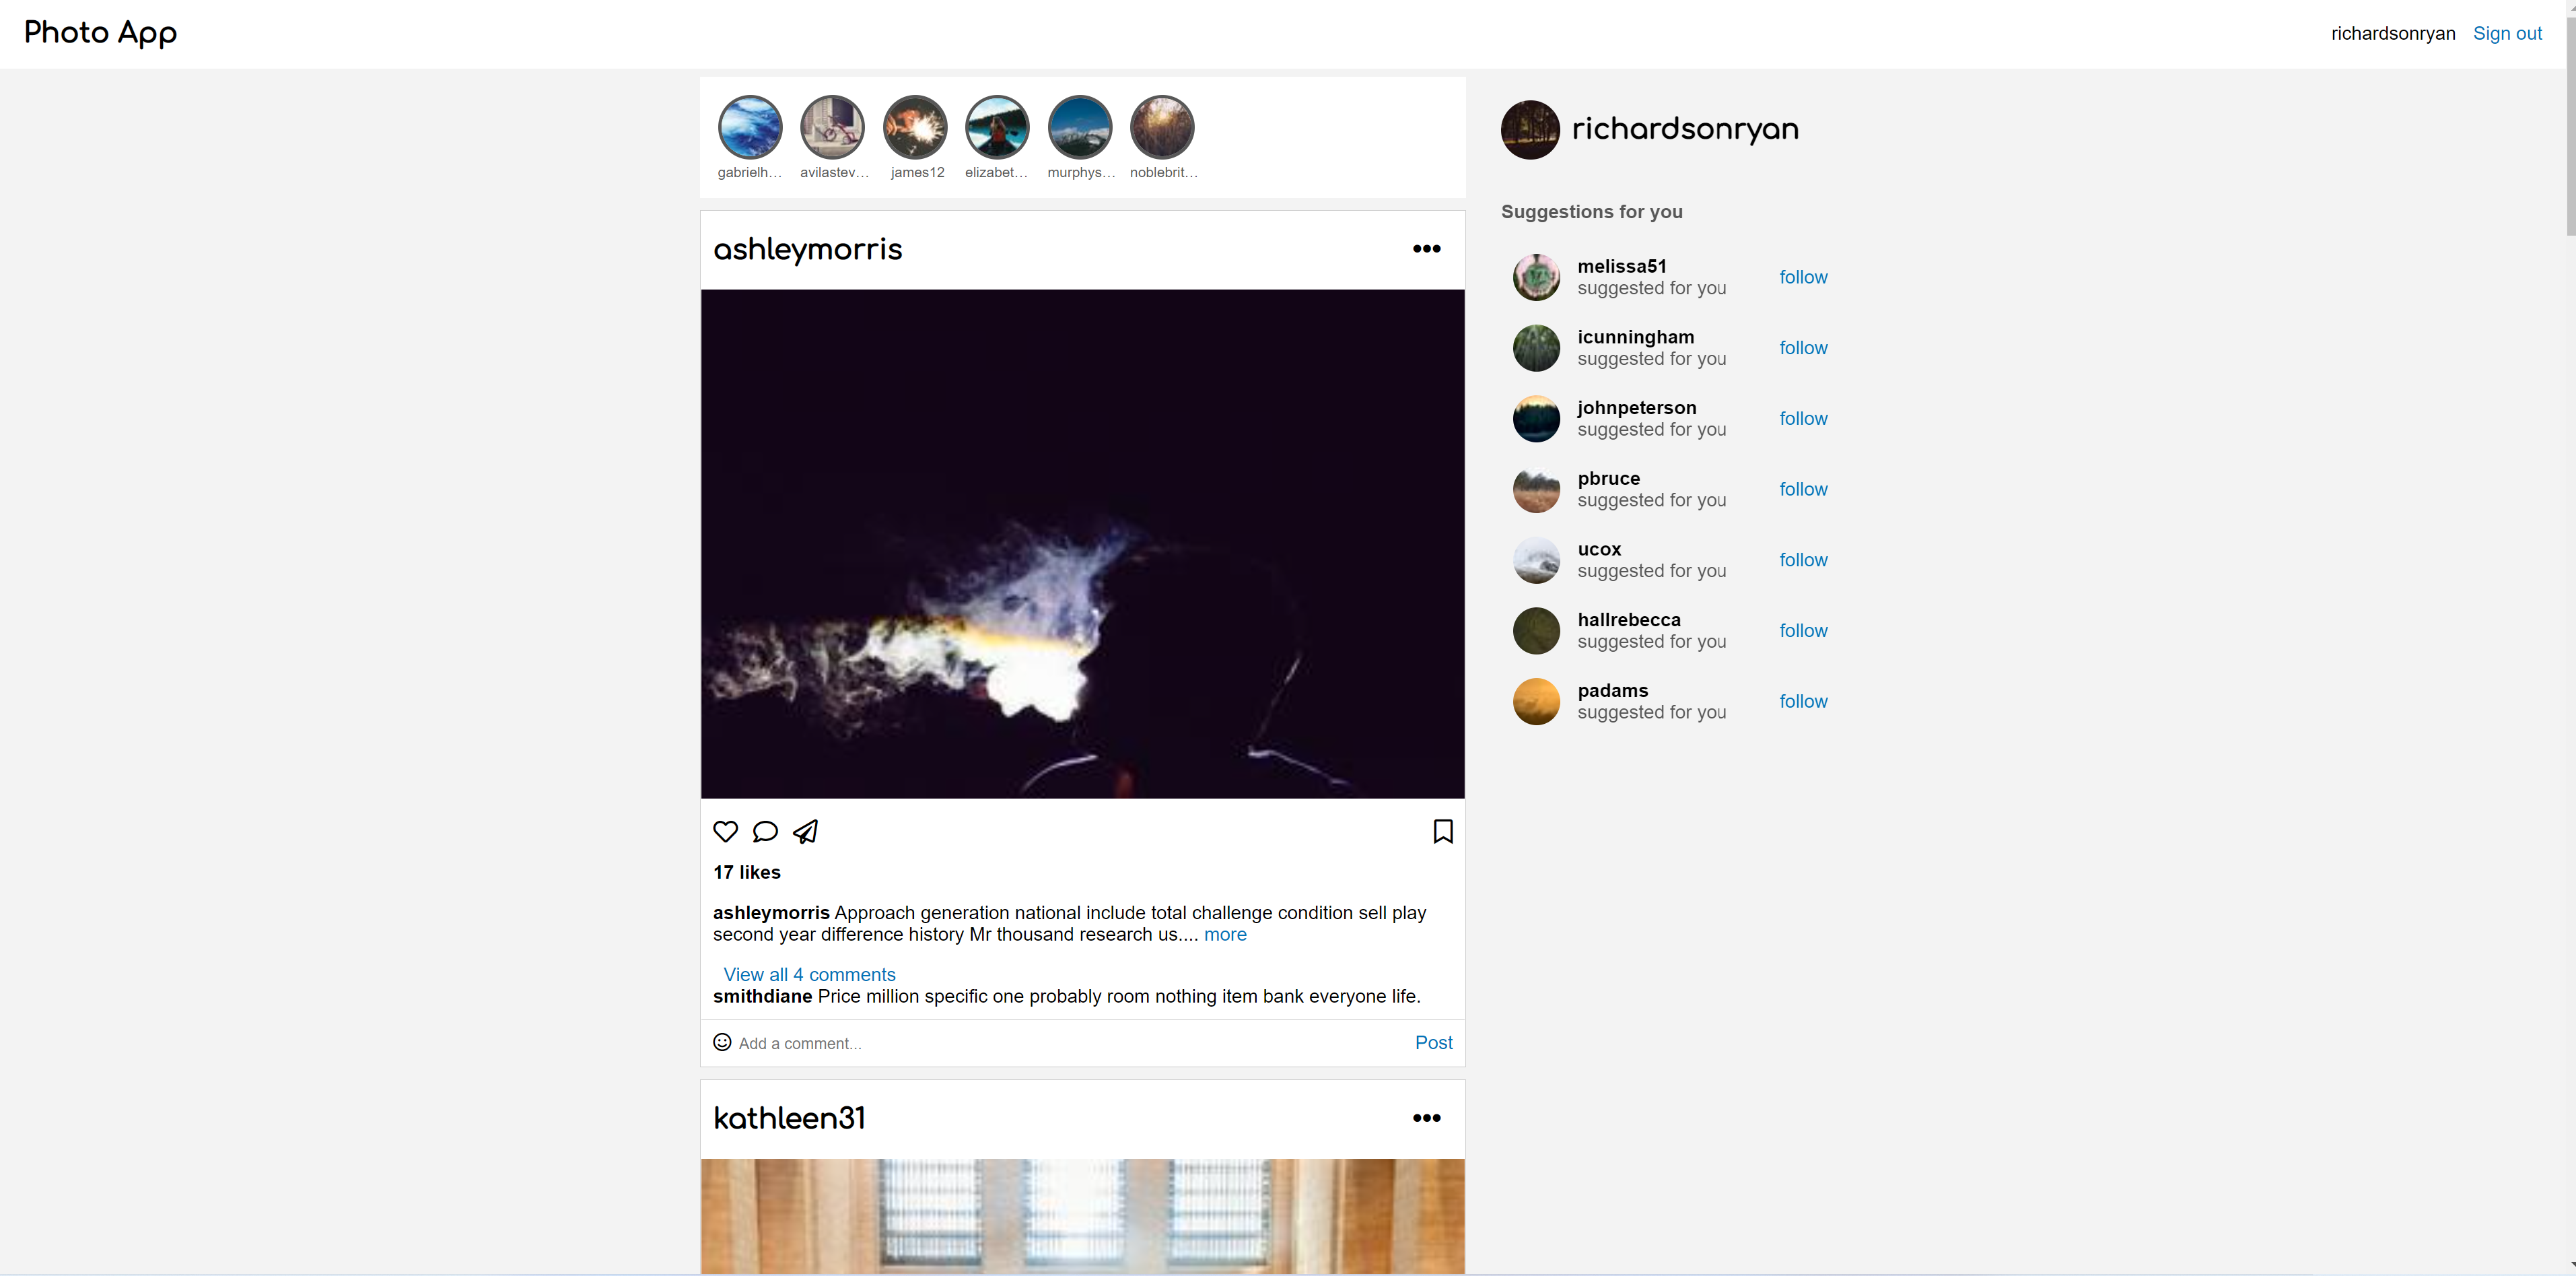 Photo App
richardsonryan Sign out
gabrielh... avilastev... james12 elizabet... murphys... noblebrit...
ashleymorris
17 likes
ashleymorris Approach generation national include total challenge condition sell play
second year difference history Mr thousand research us.... more
View all 4 comments
smithdiane Price million specific one probably room nothing item bank everyone life.
Add a comment... Post
kathleen31
richardsonryan
Suggestions for you
melissa51
suggested for you
follow
icunningham
suggested for you
follow
johnpeterson
suggested for you
follow
pbruce
suggested for you
follow
ucox
suggested for you
follow
hallrebecca
suggested for you
follow
padams
suggested for you
follow